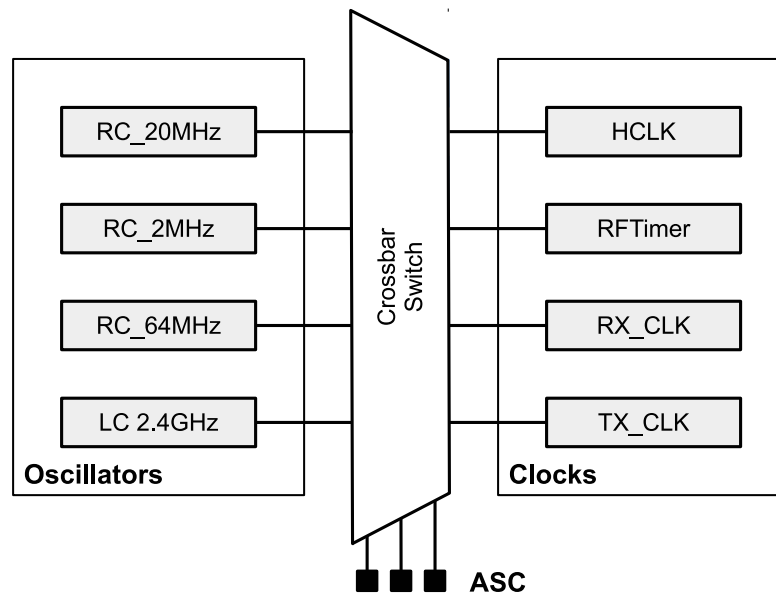 RC_20MHz
RC_2MHz
RC_64MHz
LC 2.4GHz
Oscillators
Crossbar
Switch
HCLK
RFTimer
RX_CLK
TX_CLK
Clocks
ASC